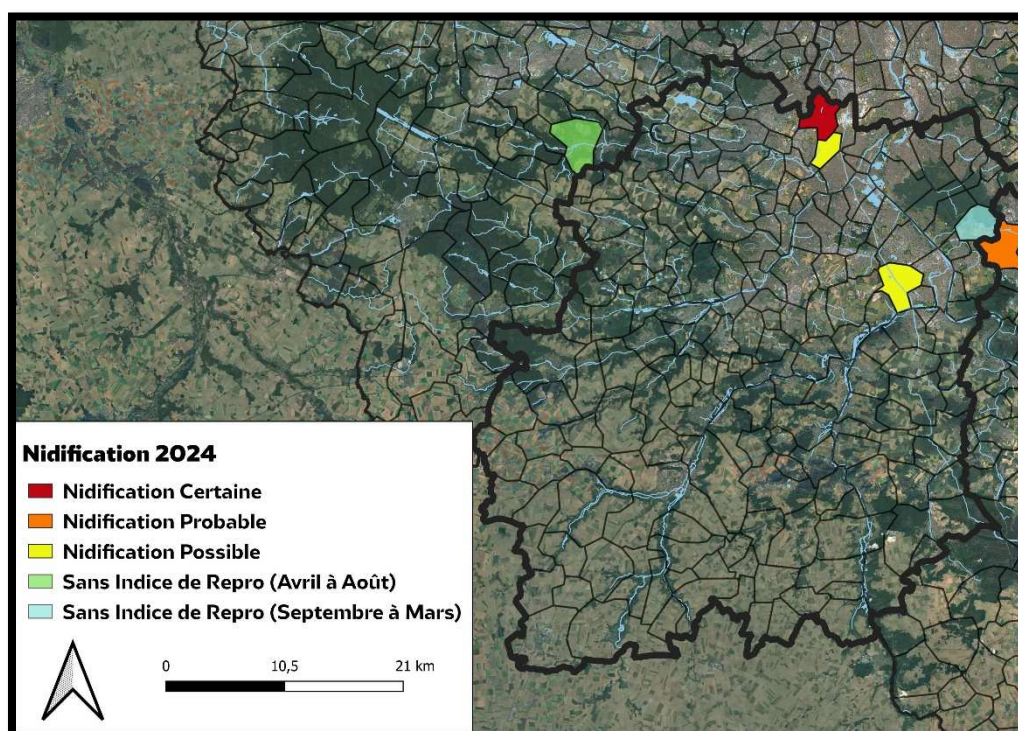 Nidification 2024
Nidification Certaine
Nidification Probable
Nidification Possible
Sans Indice de Repro (Avril à Août)
Sans Indice de Repro (Septembre à Mars)
0 10,5 21 km